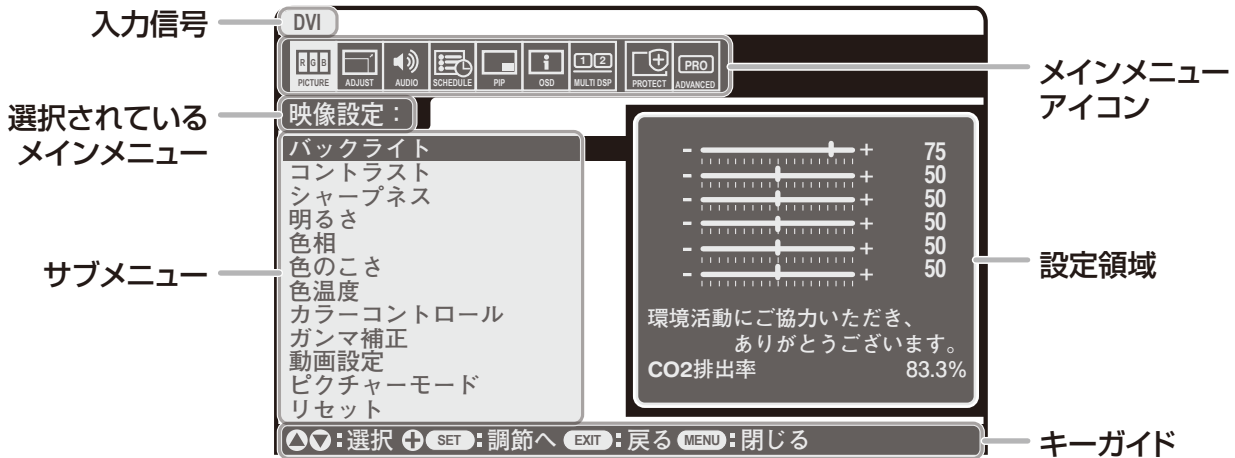 入力信号
DVI
RGB
PICTURE ADJUST AUDIO SCHEDULE PIP OSD MULTI DSP PROTECT ADVANCED
i
1 2
PRO
メインメニュー
アイコン
選択されている
メインメニュー
映像設定：
サブメニュー
バックライト
コントラスト
シャープネス
明るさ
色相
色のこさ
色温度
カラーコントロール
ガンマ補正
動画設定
ピクチャーモード
リセット
- + 75
- + 50
- + 50
- + 50
- + 50
- + 50
環境活動にご協力いただき、
ありがとうございます。
CO2排出率 83.3%
設定領域
:選択 SET:調節へ EXIT:戻る MENU:閉じる
キーガイド